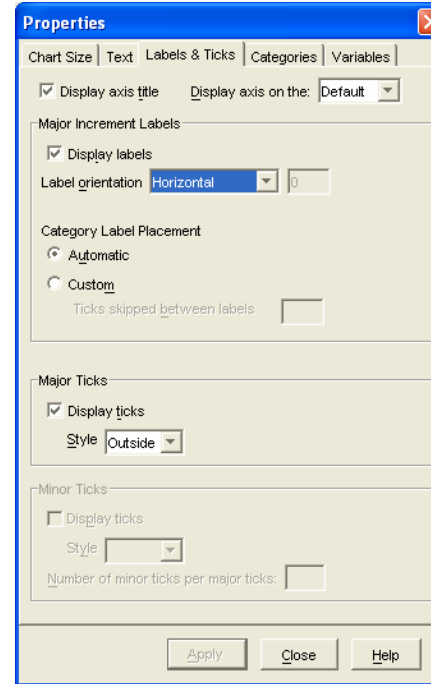 Properties
Chart Size Text Labels & Ticks Categories Variables
Display axis title Display axis on the: Default
Major Increment Labels
Display labels
Label orientation Horizontal 0
Category Label Placement
Automatic
Custom
Ticks skipped between labels
Major Ticks
Display ticks
Style Outside
Minor Ticks
Display ticks
Style
Number of minor ticks per major ticks:
Apply Close Help